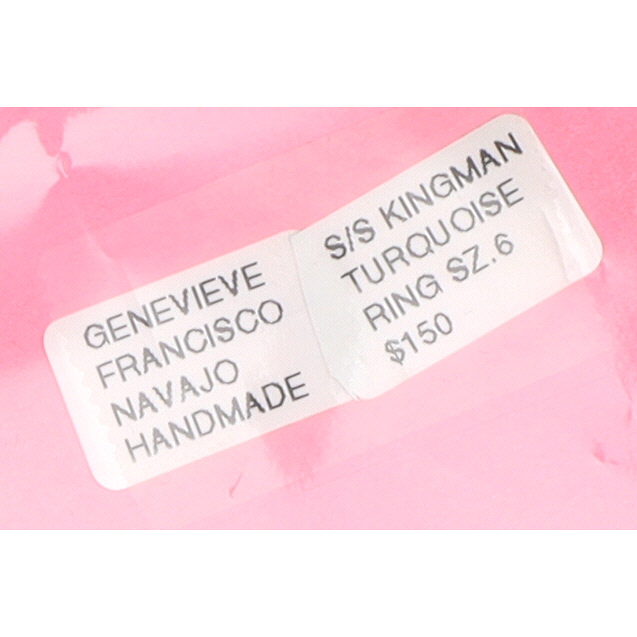 GENEVIEVE
FRANCISCO
NAVAJO
HANDMADE
S/S KINGMAN
TURQUOISE
RING SZ.6
$150